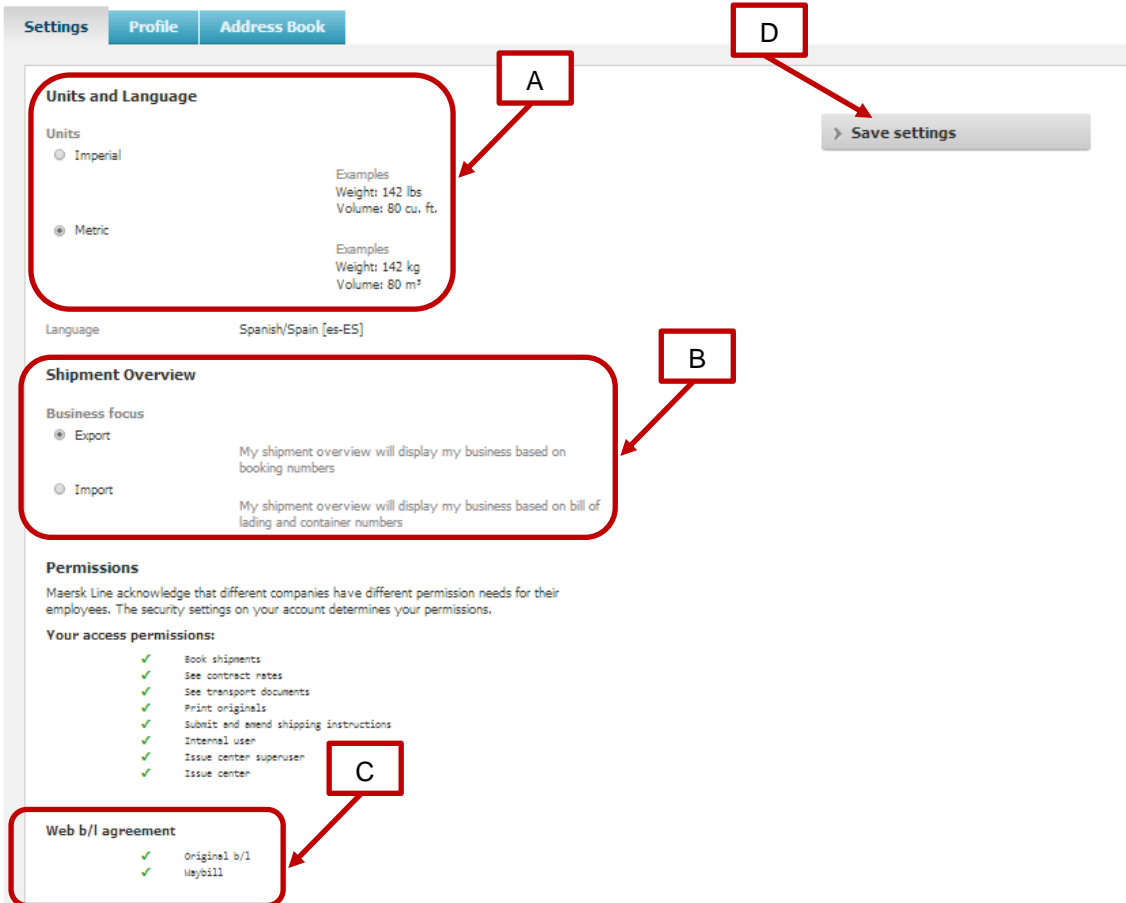 Settings
Profile
Address Book
D
A
Units and Language
Save settings
Units
Imperial
Examples
Weight: 142 lbs
Volume: 80 cu. ft.
Metric
Examples
Weight: 142 kg
Volume: 80 m³
Language Spanish/Spain [es-ES]
B
Shipment Overview
Business focus
Export
My shipment overview will display my business based on
booking numbers
Import
My shipment overview will display my business based on bill of
lading and container numbers
Permissions
Maersk Line acknowledge that different companies have different permission needs for their
employees. The security settings on your account determines your permissions.
Your access permissions:
✓ Book shipments
✓ See contract rates
✓ See transport documents
✓ Print originals
✓ Submit and amend shipping instructions
✓ Internal user
✓ Issue center superuser
✓ Issue center
C
Web b/l agreement
✓ Original b/l
✓ Waybill